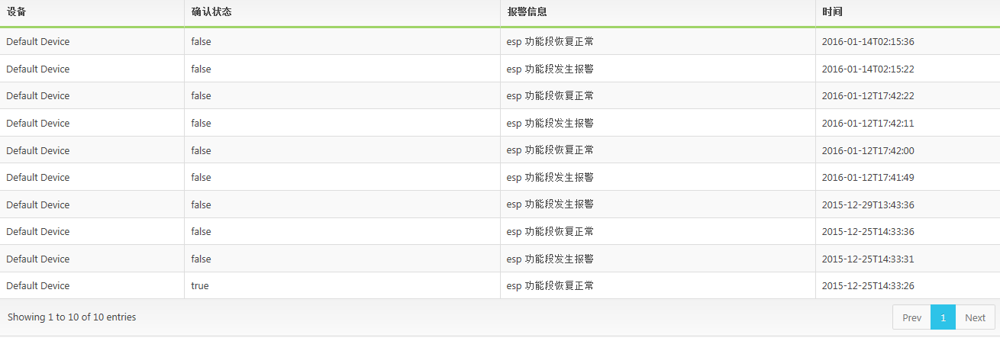 设备 确认状态 报警信息 时间
Default Device false esp 功能段恢复正常 2016-01-14T02:15:36
Default Device false esp 功能段发生报警 2016-01-14T02:15:22
Default Device false esp 功能段恢复正常 2016-01-12T17:42:22
Default Device false esp 功能段发生报警 2016-01-12T17:42:11
Default Device false esp 功能段恢复正常 2016-01-12T17:42:00
Default Device false esp 功能段发生报警 2016-01-12T17:41:49
Default Device false esp 功能段发生报警 2015-12-29T13:43:36
Default Device false esp 功能段恢复正常 2015-12-25T14:33:36
Default Device false esp 功能段发生报警 2015-12-25T14:33:31
Default Device true esp 功能段恢复正常 2015-12-25T14:33:26
Showing 1 to 10 of 10 entries Prev 1 Next